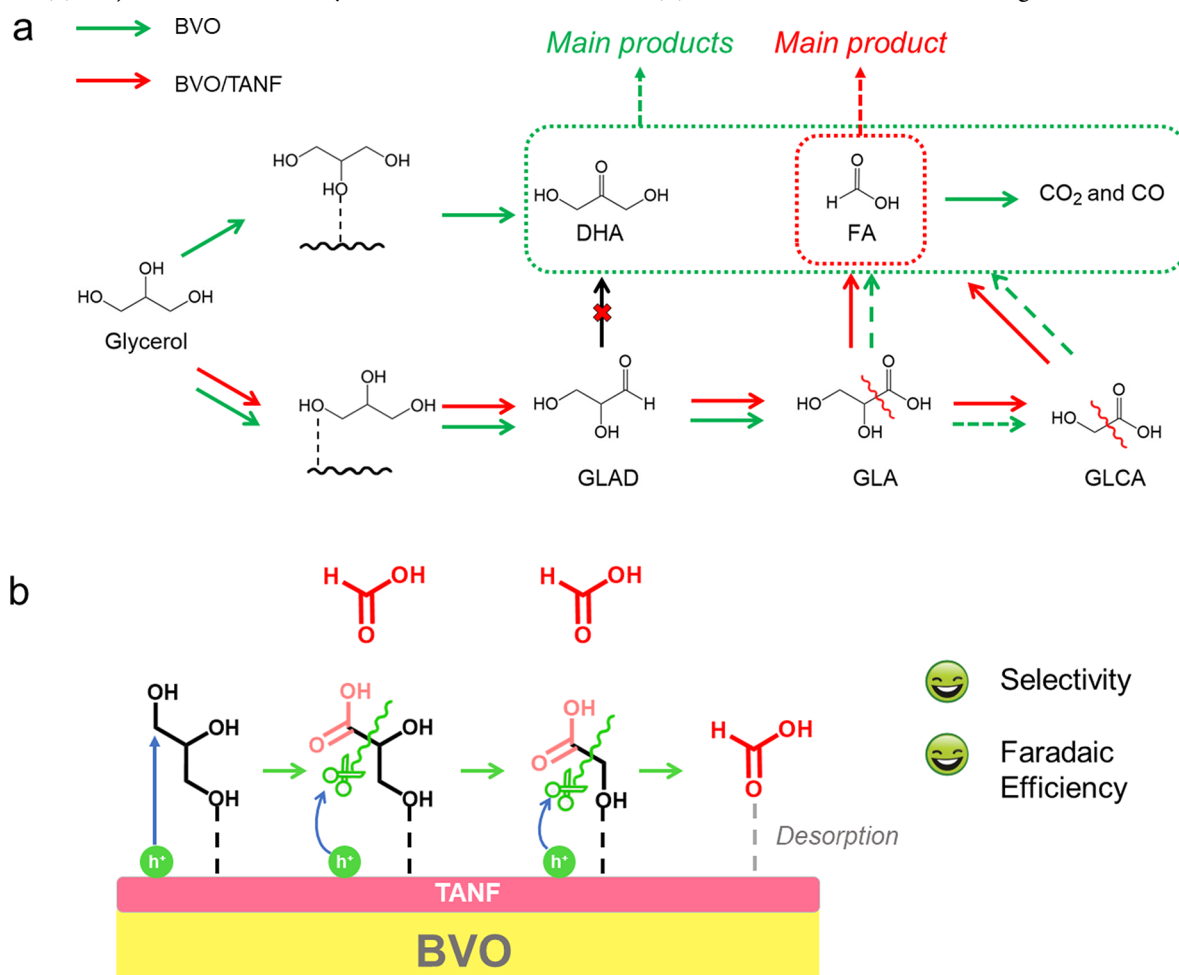 a
BVO
BVO/TANF
Main products
Main product
HO
OH
HO
O
HO
OH
DHA
O
H
OH
FA
CO₂ and CO
OH
HO
OH
Glycerol
OH
HO
OH
O
HO
H
OH
GLAD
O
HO
OH
OH
GLA
O
HO
OH
GLCA
b
H
OH
O
H
OH
O
OH
OH
OH
OH
O
OH
OH
OH
O
OH
H
OH
O
Desorption
h⁺
h⁺
h⁺
TANF
BVO
Selectivity
Faradaic
Efficiency